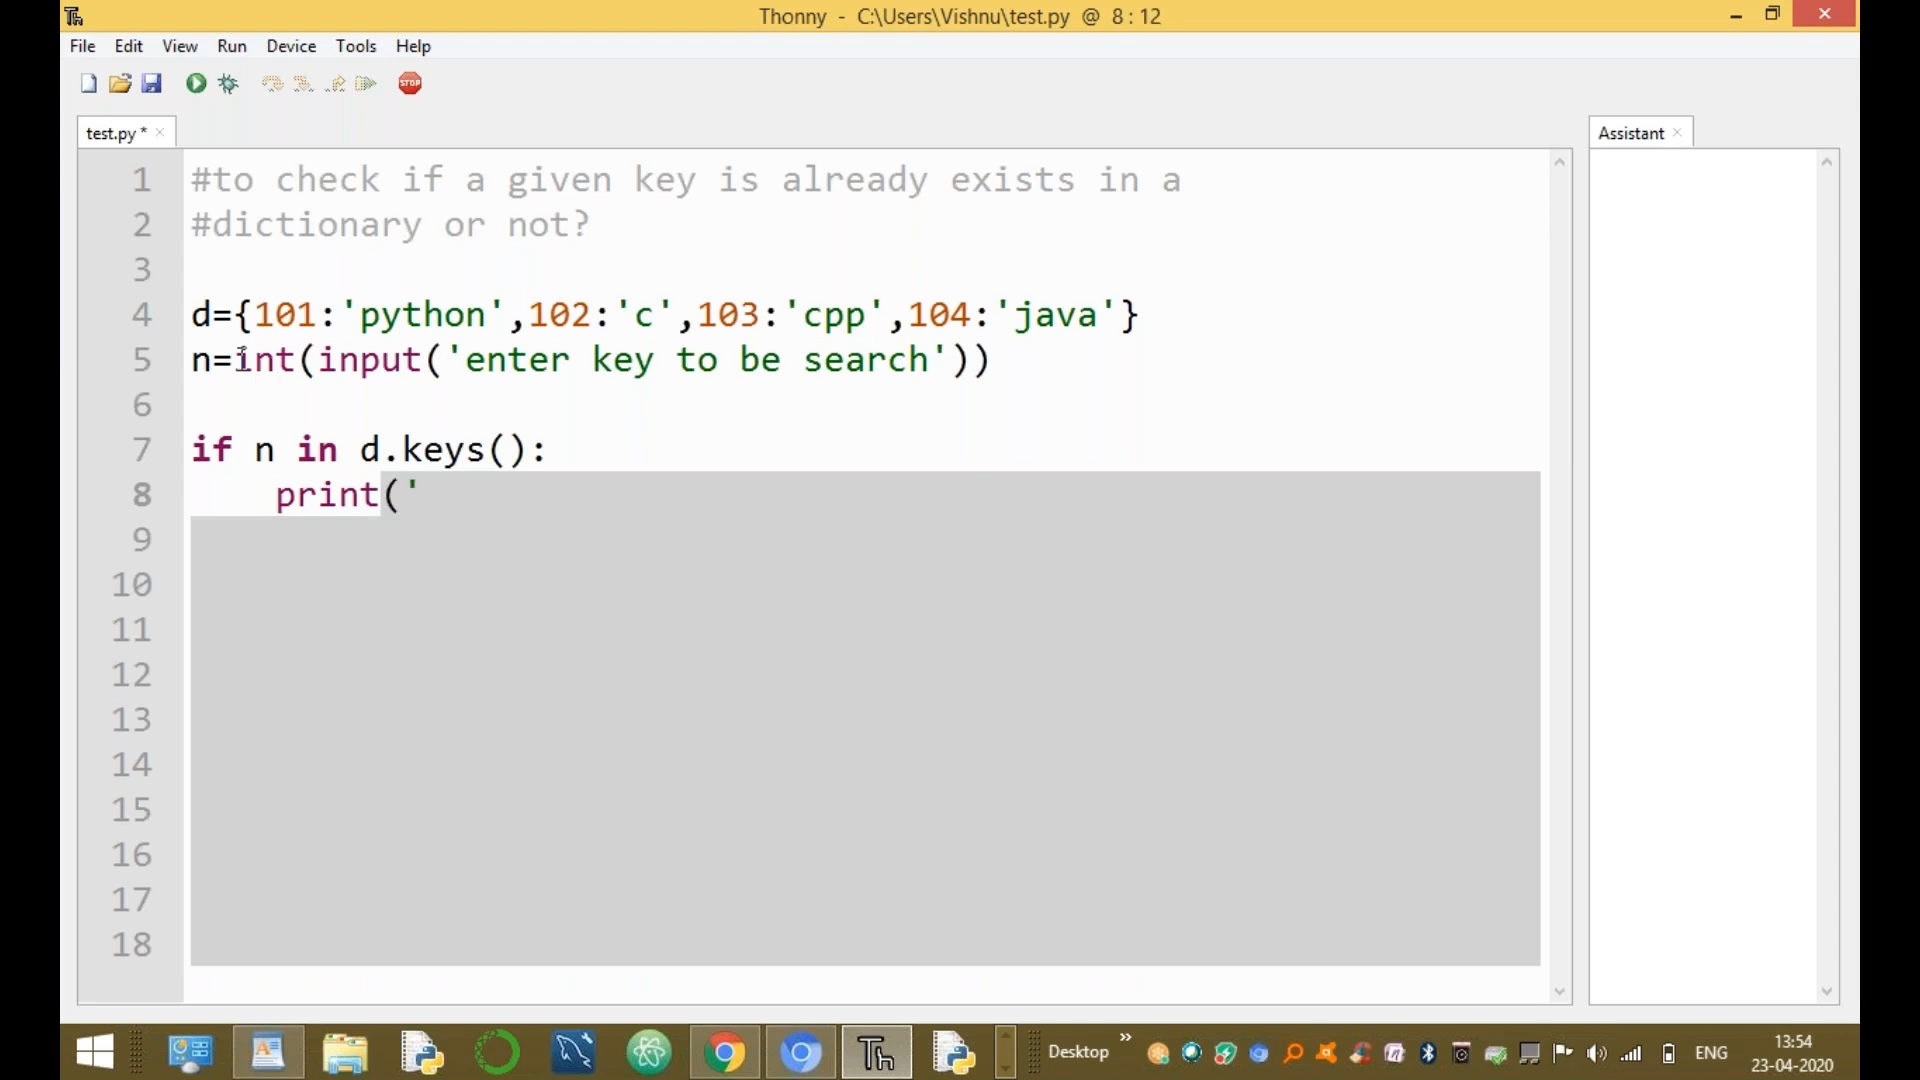 Thonny - C:\Users\Vishnu\test.py @ 8 : 12
File Edit View Run Device Tools Help
STOP
test.py *
Assistant
1 #to check if a given key is already exists in a
2 #dictionary or not?
3
4 d={101:'python',102:'c',103:'cpp',104:'java'}
5 n=int(input('enter key to be search'))
6
7 if n in d.keys():
8 print('
9
10
11
12
13
14
15
16
17
18
Th
Desktop
ENG
13:54
23-04-2020